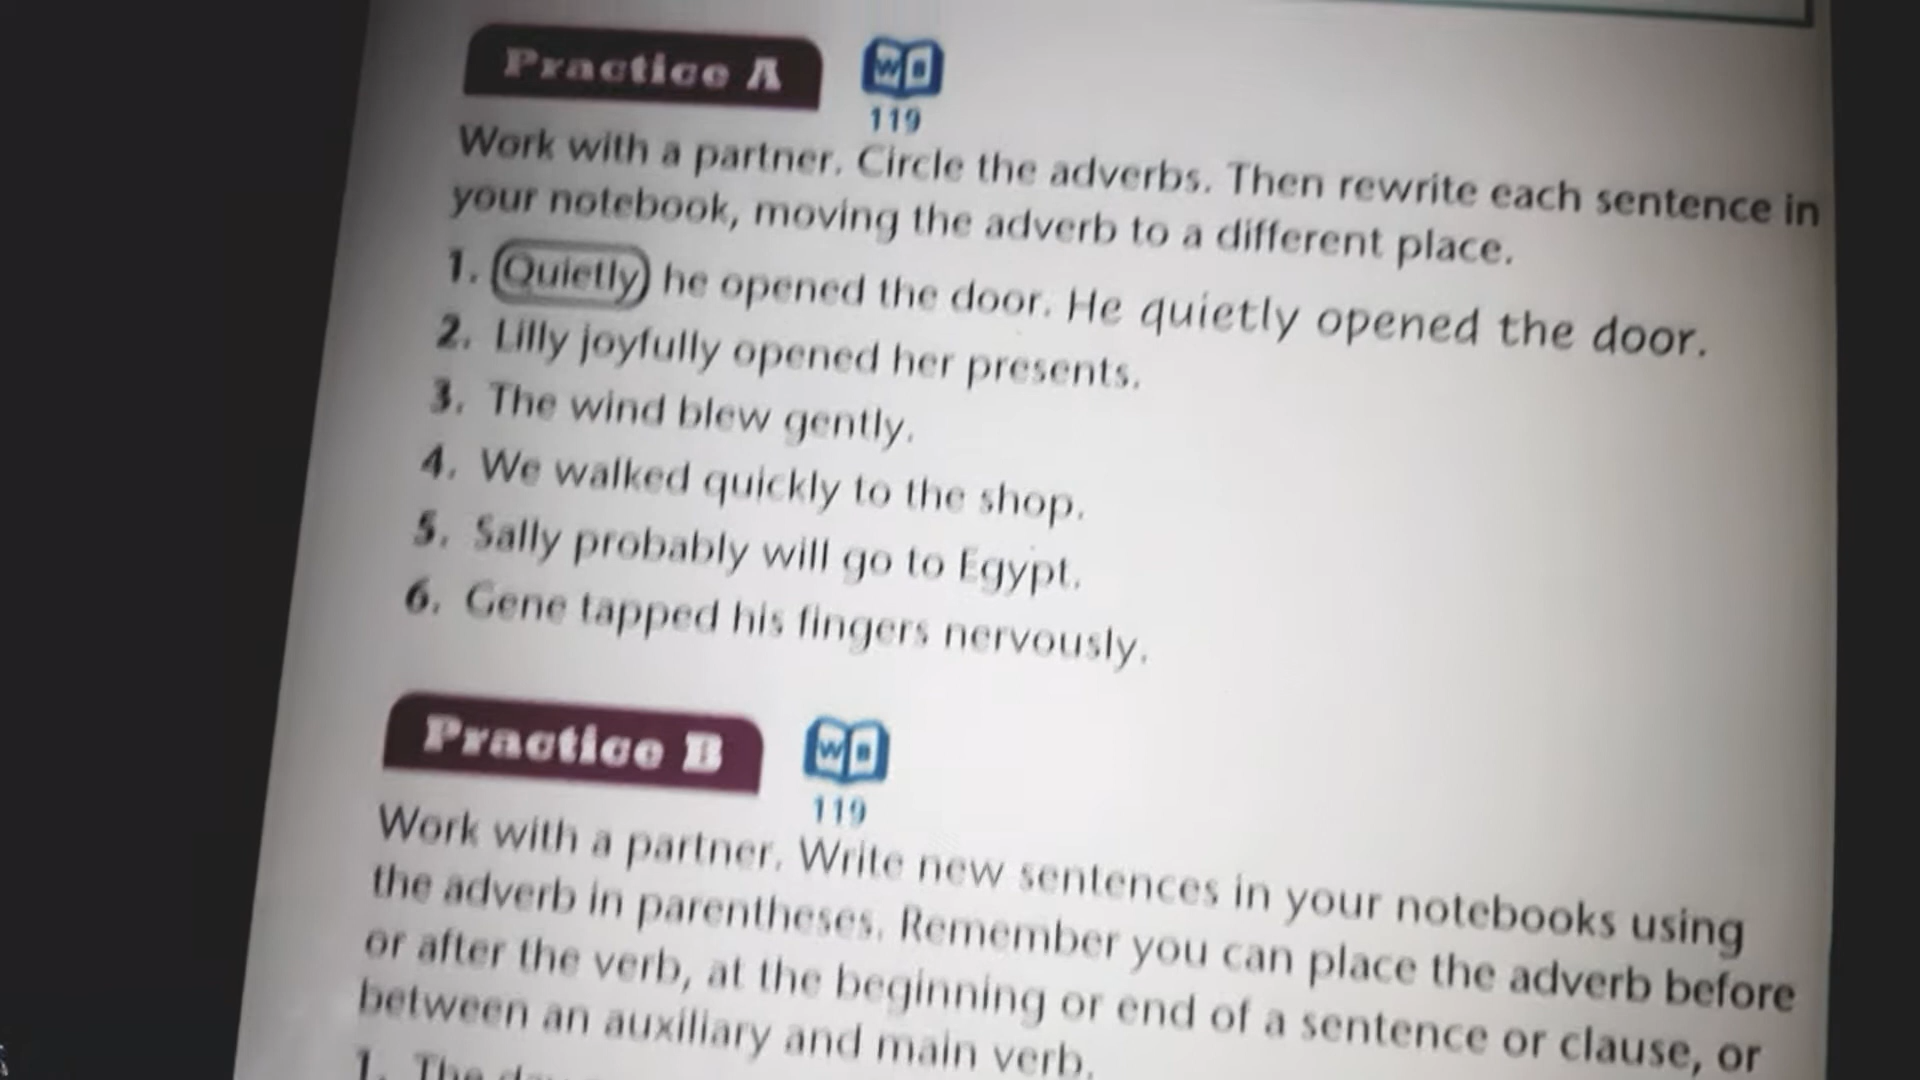 Practice A
W B
119
Work with a partner. Circle the adverbs. Then rewrite each sentence in
your notebook, moving the adverb to a different place.
1. Quietly he opened the door. He quietly opened the door.
2. Lilly joyfully opened her presents.
3. The wind blew gently.
4. We walked quickly to the shop.
5. Sally probably will go to Egypt.
6. Gene tapped his fingers nervously.
Practice B
W B
119
Work with a partner. Write new sentences in your notebooks using
the adverb in parentheses. Remember you can place the adverb before
or after the verb, at the beginning or end of a sentence or clause, or
between an auxiliary and main verb.
1. The